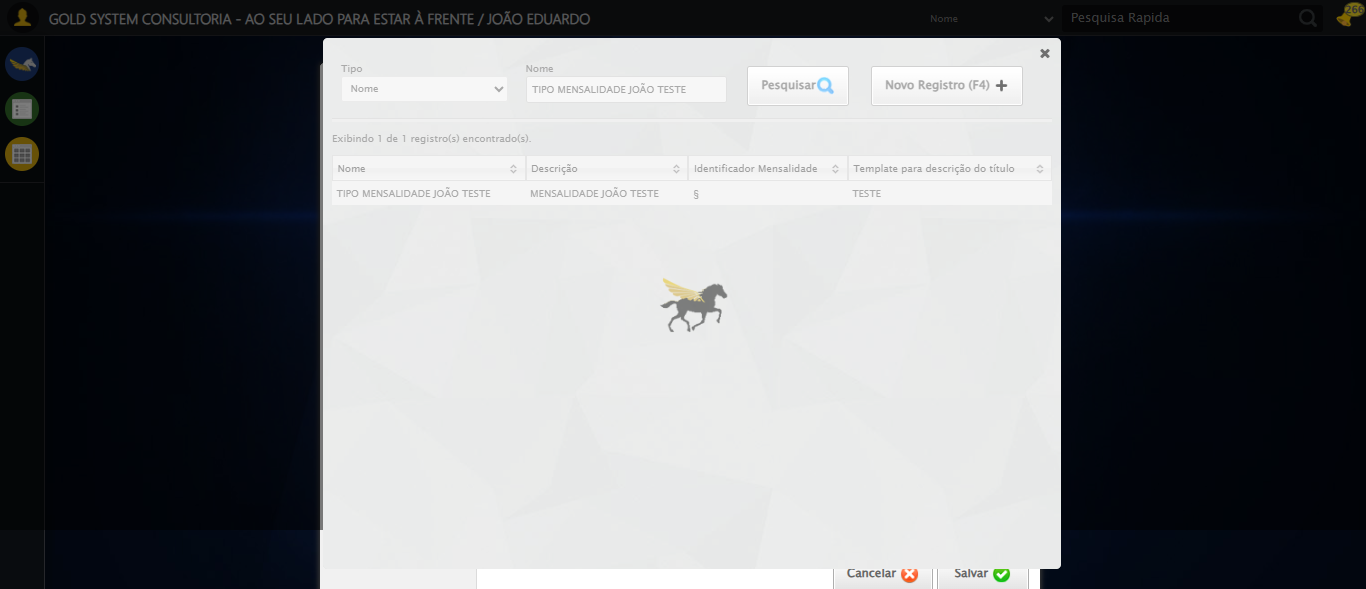 GOLD SYSTEM CONSULTORIA - AO SEU LADO PARA ESTAR À FRENTE / JOÃO EDUARDO
Nome
Pesquisa Rapida
266
Tipo
Nome
Nome
TIPO MENSALIDADE JOÃO TESTE
Pesquisar
Novo Registro (F4)
Exibindo 1 de 1 registro(s) encontrado(s).
Nome Descrição Identificador Mensalidade Template para descrição do título
TIPO MENSALIDADE JOÃO TESTE MENSALIDADE JOÃO TESTE § TESTE
Cancelar
Salvar